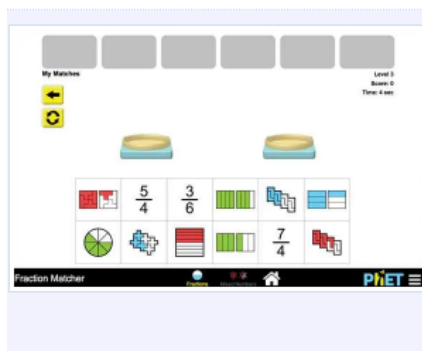 My Matches
Level 3
Score: 0
Time: 4 sec
5/4
3/6
7/4
Fraction Matcher
Fractions
Mixed Numbers
PhET